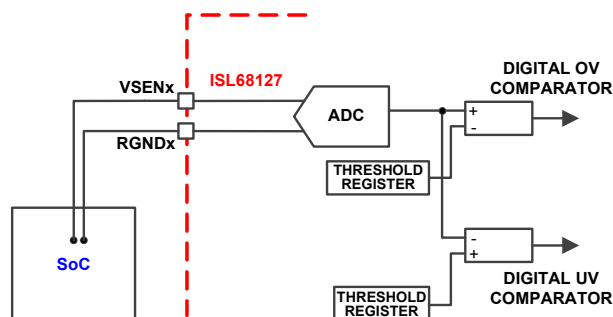 VSENx
ISL68127
DIGITAL OV
COMPARATOR
ADC
+
-
RGNDx
THRESHOLD
REGISTER
SoC
-
+
DIGITAL UV
COMPARATOR
THRESHOLD
REGISTER